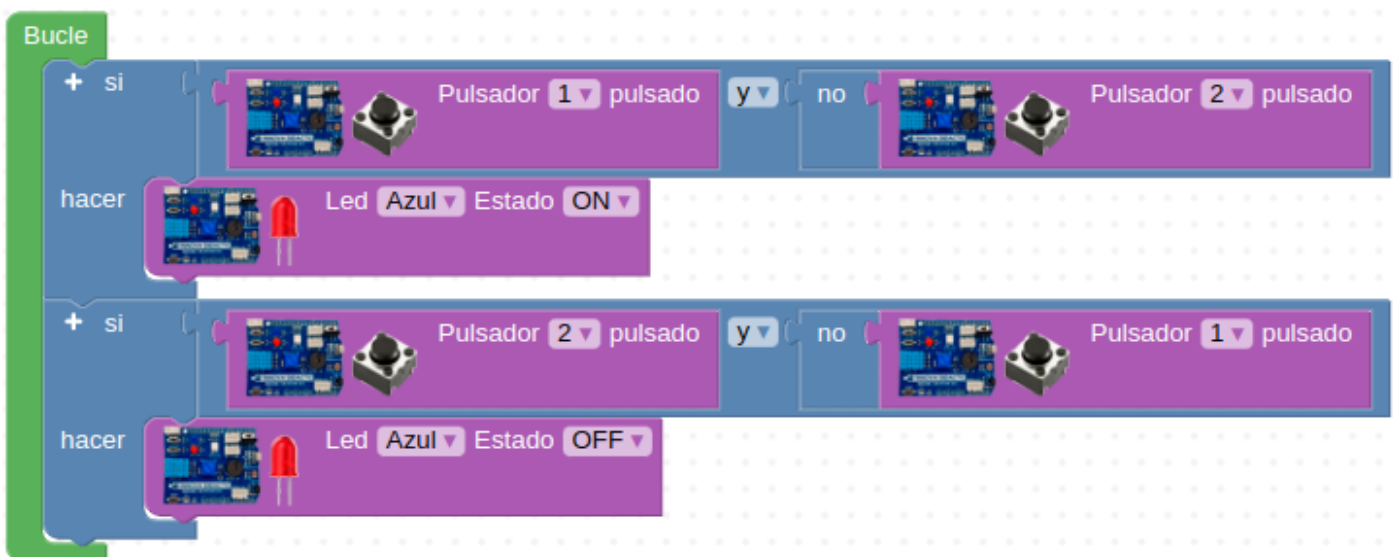 Bucle
si Pulsador 1 pulsado y no Pulsador 2 pulsado
hacer Led Azul Estado ON
si Pulsador 2 pulsado y no Pulsador 1 pulsado
hacer Led Azul Estado OFF